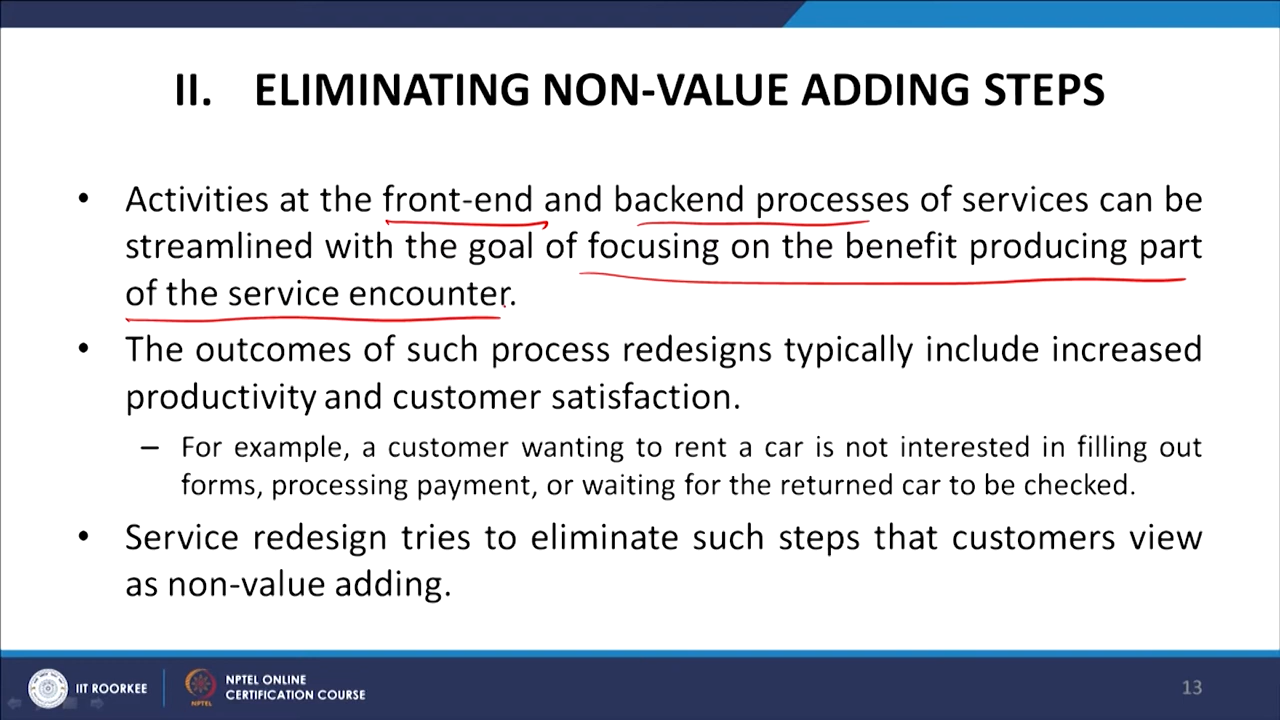 II. ELIMINATING NON-VALUE ADDING STEPS
• Activities at the front-end and backend processes of services can be
streamlined with the goal of focusing on the benefit producing part
of the service encounter.
• The outcomes of such process redesigns typically include increased
productivity and customer satisfaction.
– For example, a customer wanting to rent a car is not interested in filling out
forms, processing payment, or waiting for the returned car to be checked.
• Service redesign tries to eliminate such steps that customers view
as non-value adding.
IIT ROORKEE
NPTEL
NPTEL ONLINE
CERTIFICATION COURSE
13